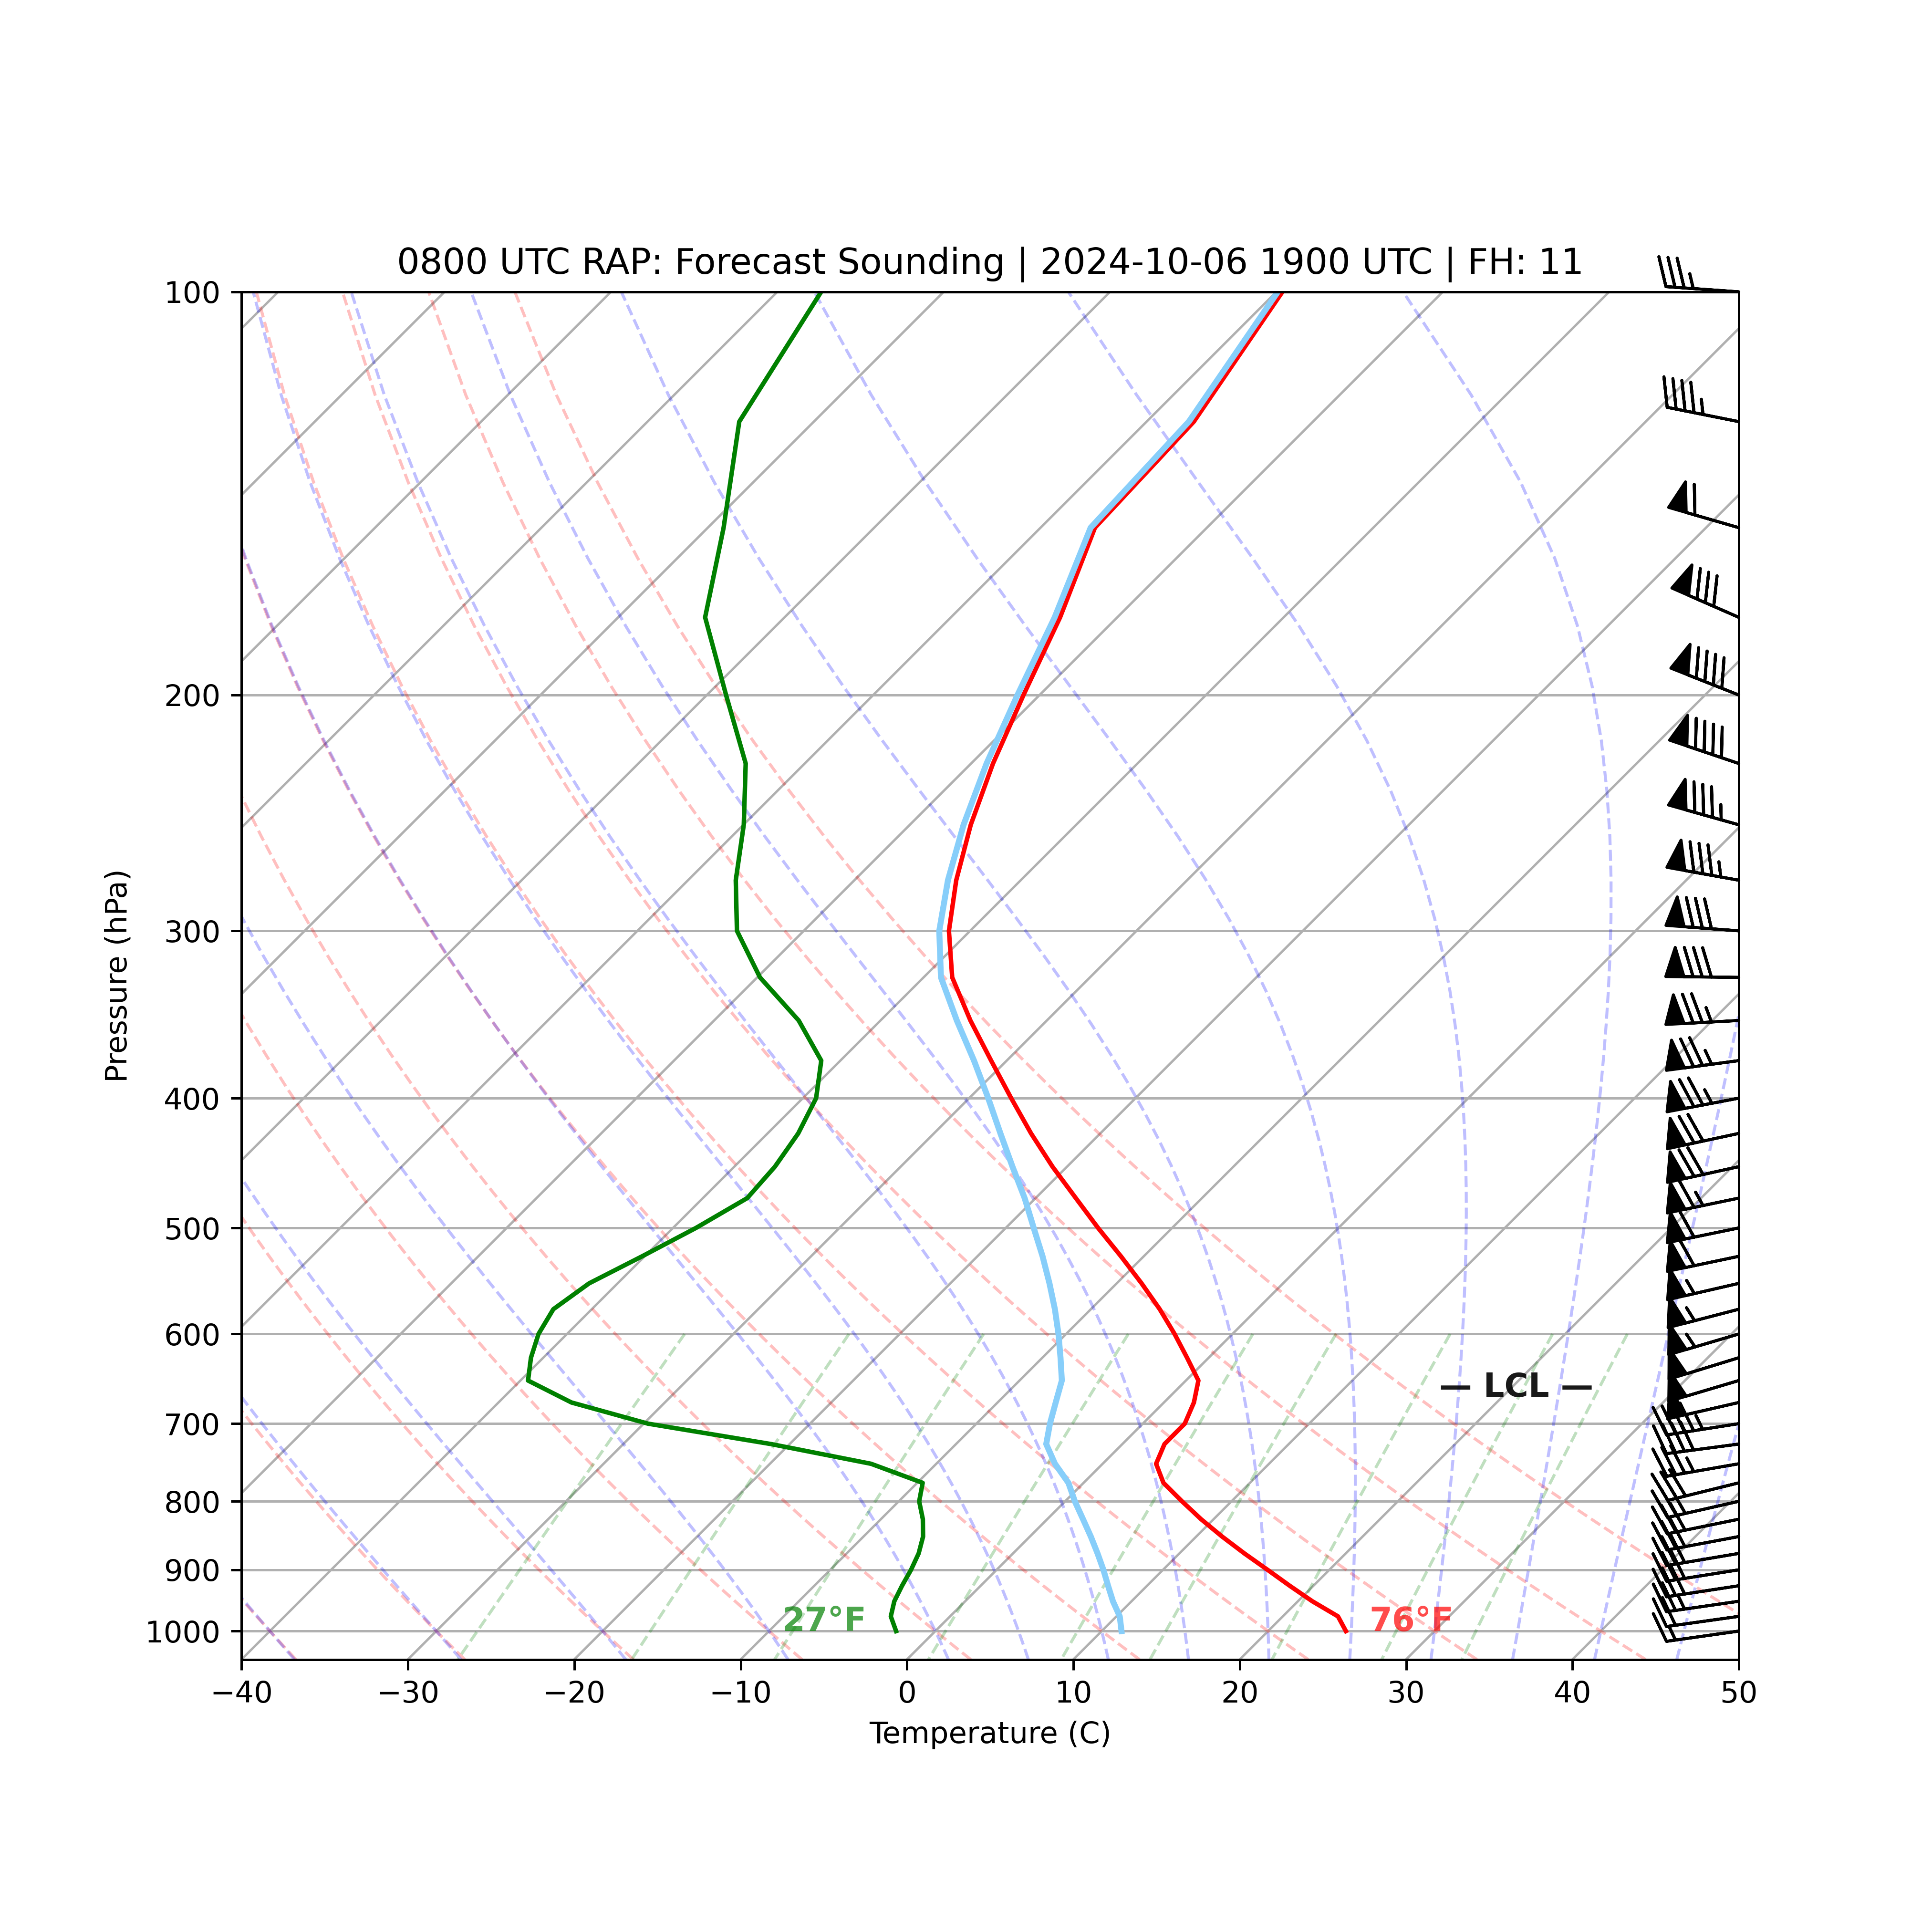 0800 UTC RAP: Forecast Sounding | 2024-10-06 1900 UTC | FH: 11
100
200
300
400
500
600
700
800
900
1000
Pressure (hPa)
— LCL —
27°F
76°F
−40 −30 −20 −10 0 10 20 30 40 50
Temperature (C)